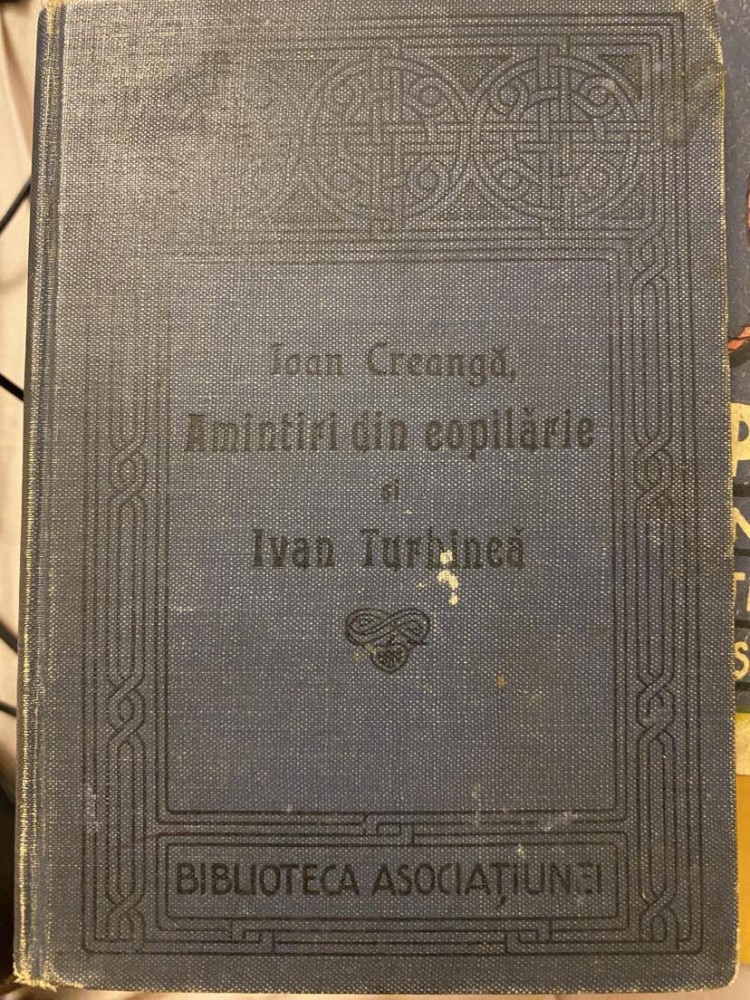 Ioan Creangă,
Amintiri din copilărie
și
Ivan Turbincă
BIBLIOTECA ASOCIAȚIUNEI